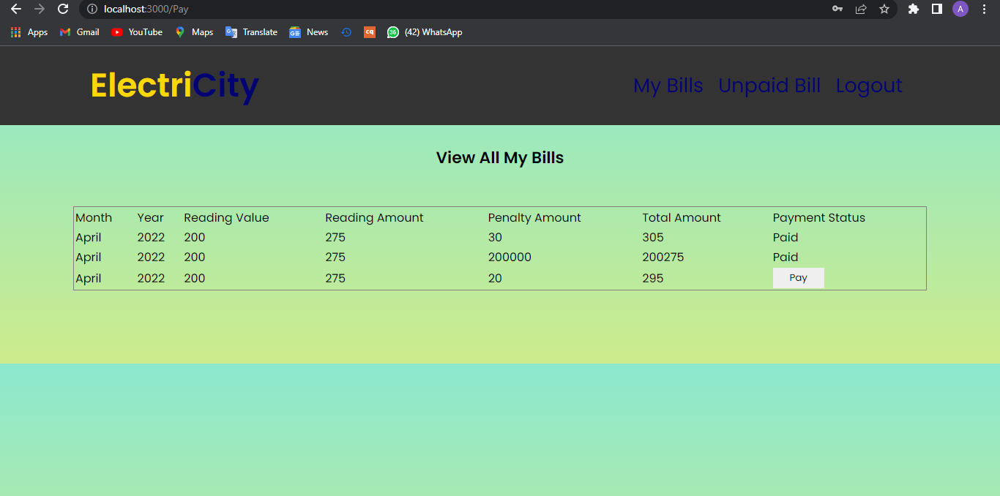 localhost:3000/Pay
A
Apps Gmail YouTube Maps Translate News cq 36 (42) WhatsApp
ElectriCity My Bills Unpaid Bill Logout
View All My Bills
Month Year Reading Value Reading Amount Penalty Amount Total Amount Payment Status
April 2022 200 275 30 305 Paid
April 2022 200 275 200000 200275 Paid
April 2022 200 275 20 295 Pay